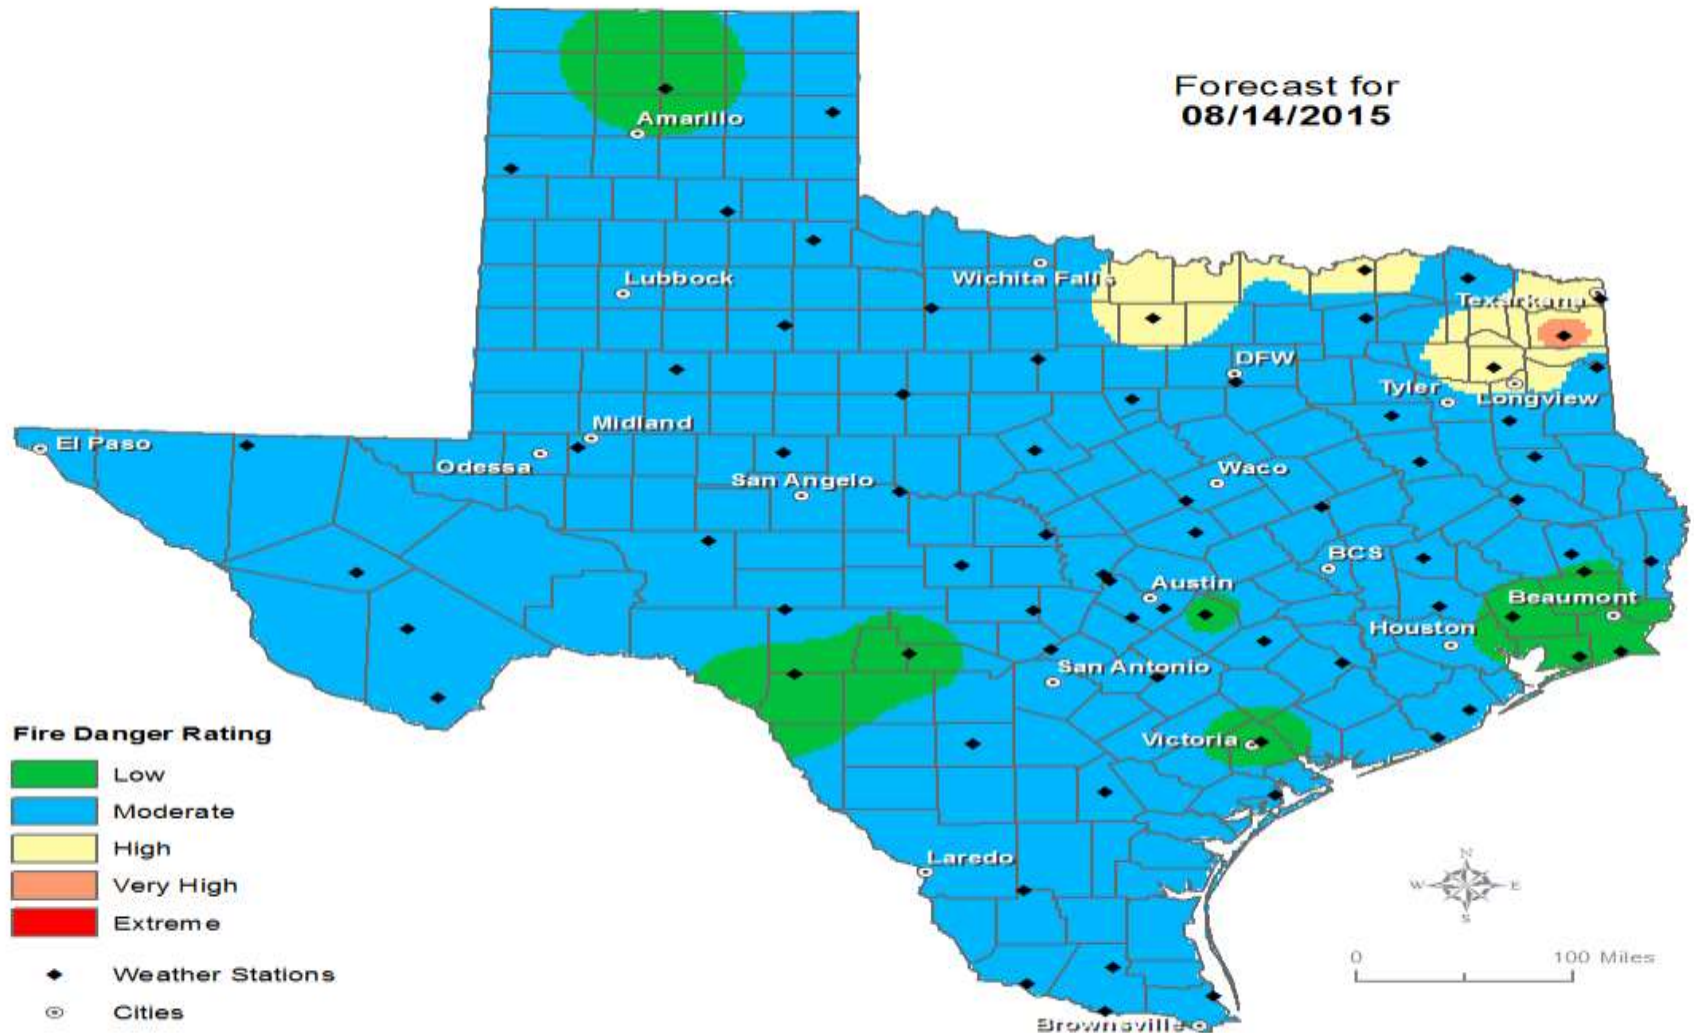 Forecast for
08/14/2015
Amarillo
Lubbock
Wichita Falls
Texarkana
DFW
Tyler
Longview
El Paso
Midland
Odessa
San Angelo
Waco
BCS
Austin
Beaumont
Houston
San Antonio
Victoria
Laredo
Brownsville
Fire Danger Rating
Low
Moderate
High
Very High
Extreme
Weather Stations
Cities
N
W
E
S
0 100 Miles